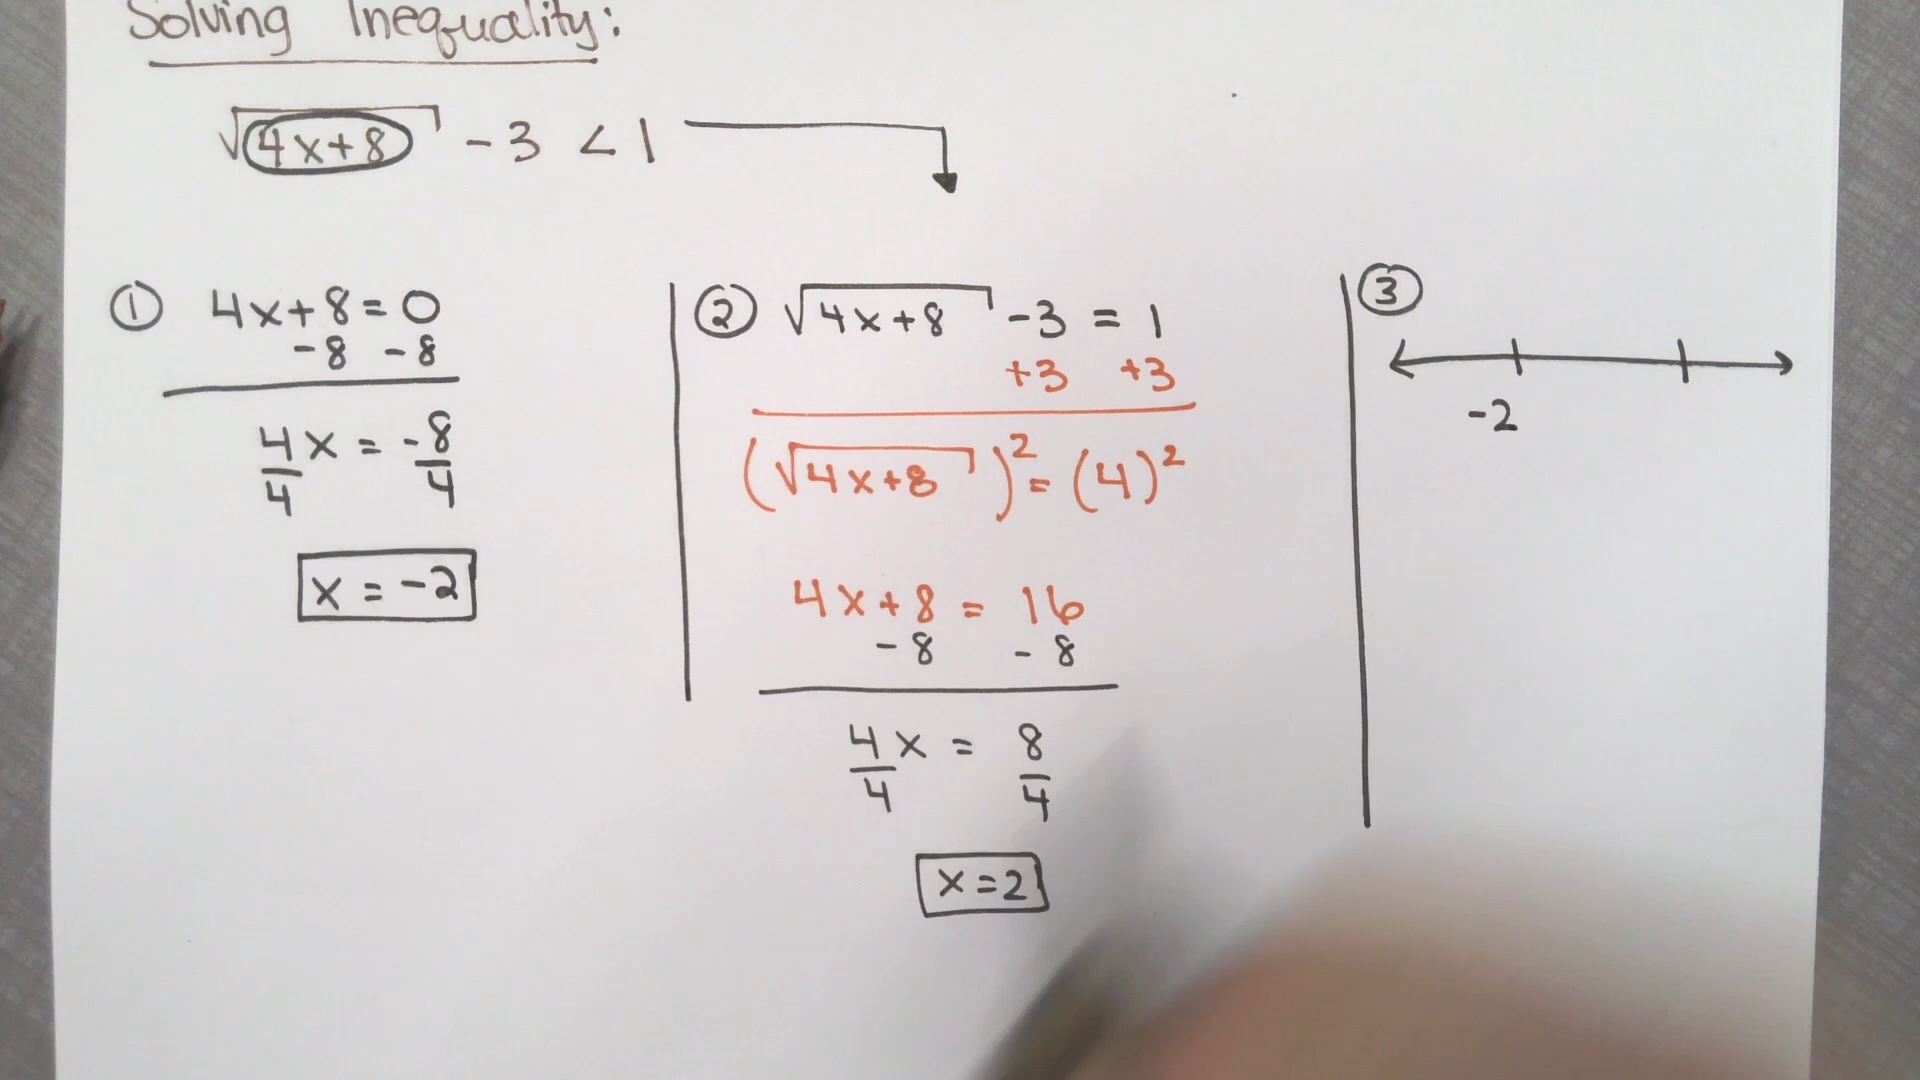 Solving Inequality:
√4x+8 - 3 < 1
① 4x+8=0
-8 -8
4/4 x = -8/4
x = -2
② √4x+8 - 3 = 1
+3 +3
(√4x+8)² = (4)²
4x+8 = 16
-8 -8
4/4 x = 8/4
x=2
③
-2